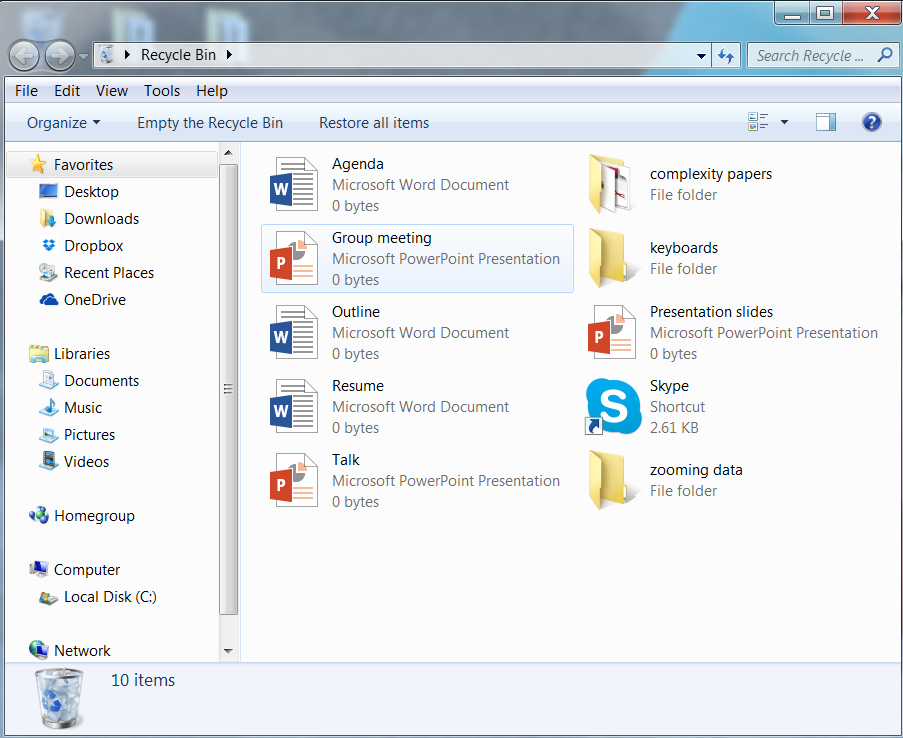 Recycle Bin
Search Recycle ...
File Edit View Tools Help
Organize Empty the Recycle Bin Restore all items
Favorites
Desktop
Downloads
Dropbox
Recent Places
OneDrive
Libraries
Documents
Music
Pictures
Videos
Homegroup
Computer
Local Disk (C:)
Network
Agenda
Microsoft Word Document
0 bytes
Group meeting
Microsoft PowerPoint Presentation
0 bytes
Outline
Microsoft Word Document
0 bytes
Resume
Microsoft Word Document
0 bytes
Talk
Microsoft PowerPoint Presentation
0 bytes
complexity papers
File folder
keyboards
File folder
Presentation slides
Microsoft PowerPoint Presentation
0 bytes
Skype
Shortcut
2.61 KB
zooming data
File folder
10 items